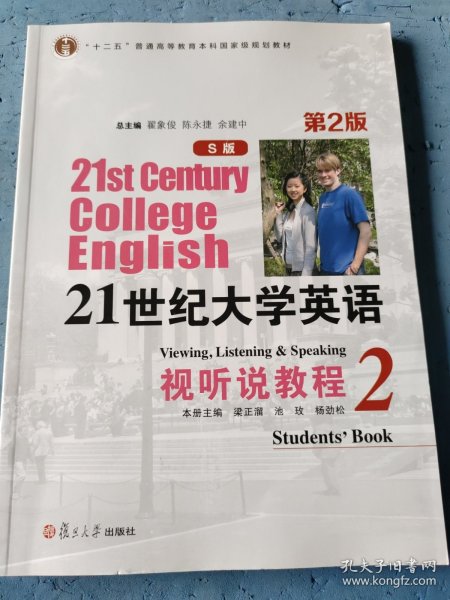 "十二五"普通高等教育本科国家级规划教材
总主编 翟象俊 陈永捷 余建中
第2版
S版
21st Century
College
English
21世纪大学英语
Viewing, Listening & Speaking
视听说教程 2
本册主编 梁正溜 池玫 杨劲松
Students' Book
复旦大学出版社
孔夫子旧书网
www.kongfz.com